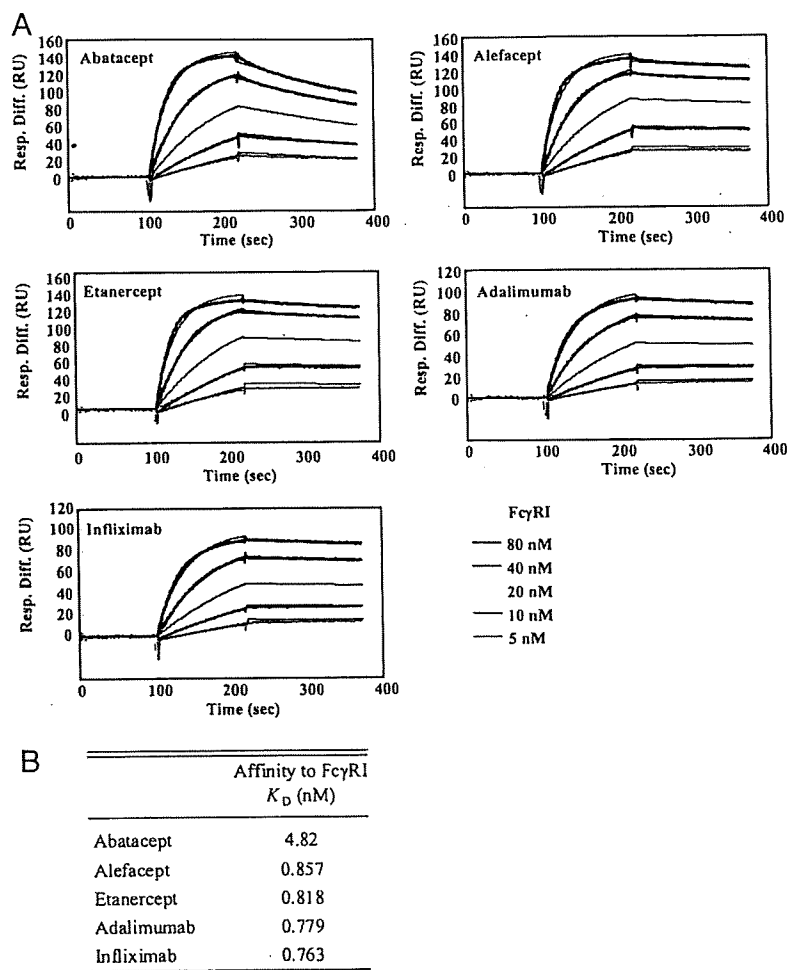 A
Abatacept
Resp. Diff. (RU)
160
140
120
100
80
60
40
20
0
0
100
200
300
400
Time (sec)
Alefacept
Resp. Diff. (RU)
160
140
120
100
80
60
40
20
0
0
100
200
300
400
Time (sec)
Etanercept
Resp. Diff. (RU)
160
140
120
100
80
60
40
20
0
0
100
200
300
400
Time (sec)
Adalimumab
Resp. Diff. (RU)
120
100
80
60
40
20
0
0
100
200
300
400
Time (sec)
Infliximab
Resp. Diff. (RU)
120
100
80
60
40
20
0
0
100
200
300
400
Time (sec)
FcγRI
80 nM
40 nM
20 nM
10 nM
5 nM
B
Affinity to FcγRI
KD (nM)
Abatacept 4.82
Alefacept 0.857
Etanercept 0.818
Adalimumab 0.779
Infliximab 0.763